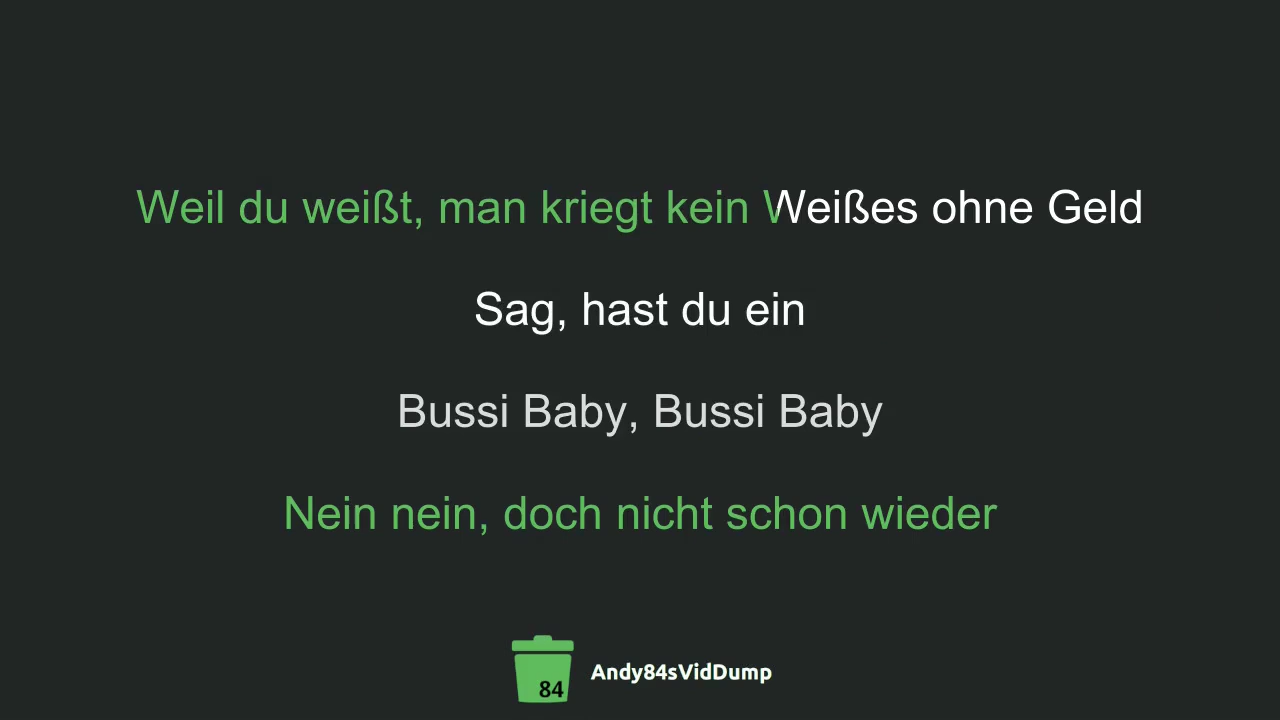 Weil du weißt, man kriegt kein Weißes ohne Geld
Sag, hast du ein
Bussi Baby, Bussi Baby
Nein nein, doch nicht schon wieder
84
Andy84sVidDump